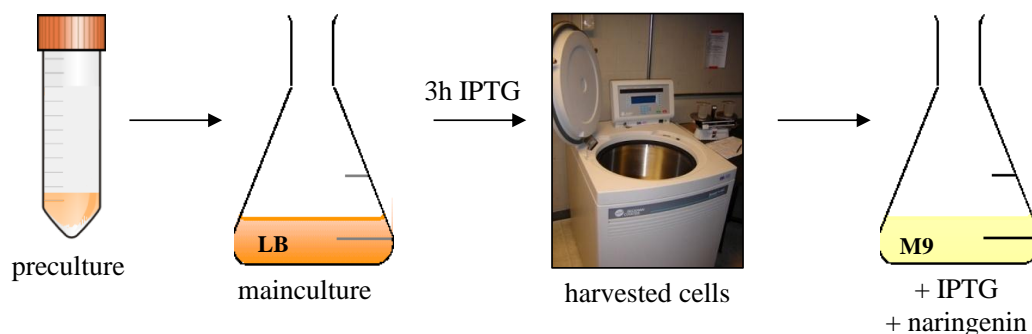 3h IPTG
LB
M9
preculture
mainculture
harvested cells
+ IPTG
+ naringenin